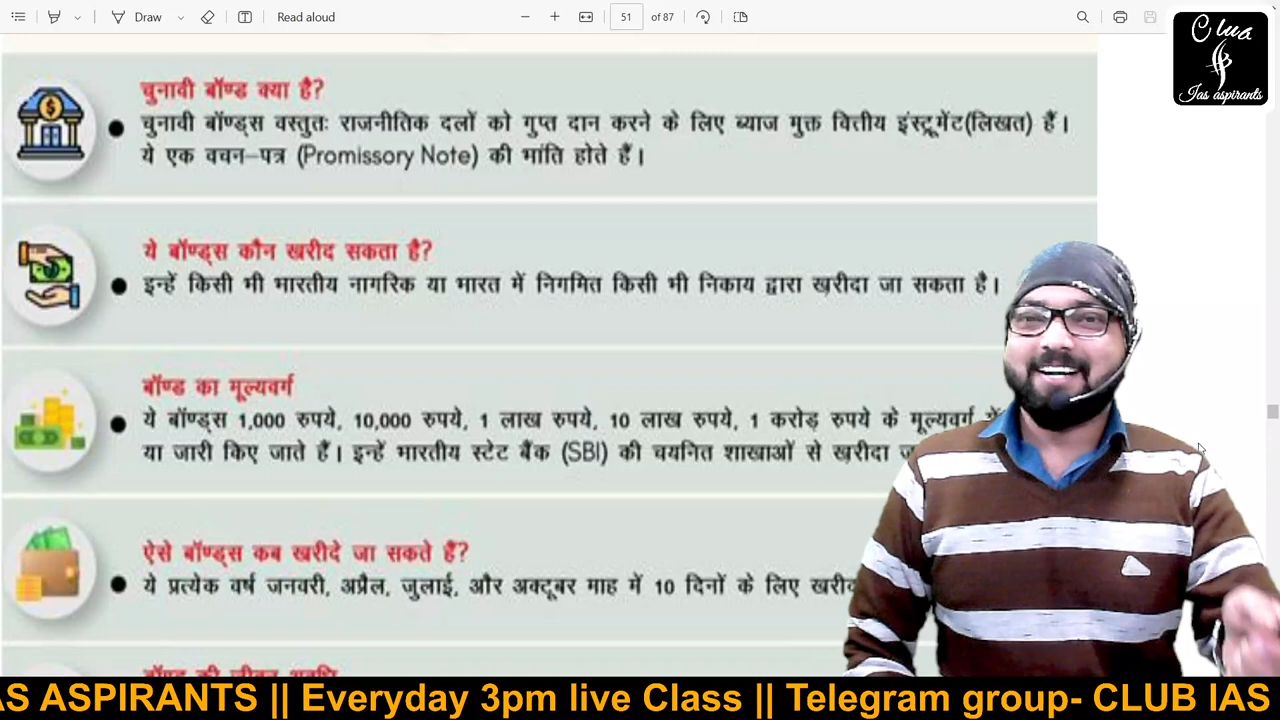 Draw
Read aloud
51 of 87
Clua
Ias aspirants
चुनावी बॉण्ड क्या है?
चुनावी बॉण्ड्स वस्तुतः राजनीतिक दलों को गुप्त दान करने के लिए ब्याज मुक्त वित्तीय इंस्ट्रूमेंट(लिखत) हैं।
ये एक वचन-पत्र (Promissory Note) की भांति होते हैं।
ये बॉण्ड्स कौन खरीद सकता है?
इन्हें किसी भी भारतीय नागरिक या भारत में निगमित किसी भी निकाय द्वारा ख़रीदा जा सकता है।
बॉण्ड का मूल्यवर्ग
ये बॉण्ड्स 1,000 रुपये, 10,000 रुपये, 1 लाख रुपये, 10 लाख रुपये, 1 करोड़ रुपये के मूल्यवर्ग में
या जारी किए जाते हैं। इन्हें भारतीय स्टेट बैंक (SBI) की चयनित शाखाओं से ख़रीदा
ऐसे बॉण्ड्स कब खरीदे जा सकते हैं?
ये प्रत्येक वर्ष जनवरी, अप्रैल, जुलाई, और अक्टूबर माह में 10 दिनों के लिए
AS ASPIRANTS || Everyday 3pm live Class || Telegram group- CLUB IAS